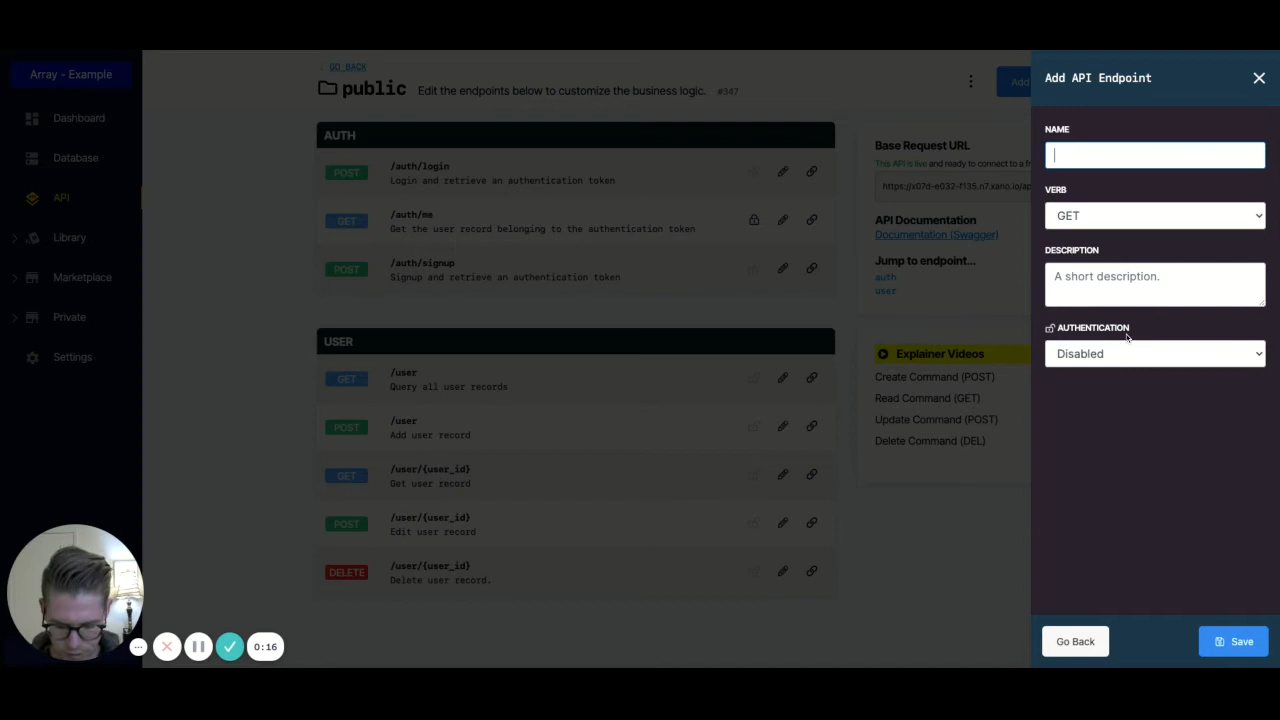 Array - Example
Dashboard
Database
API
Library
Marketplace
Private
Settings
GO BACK
public
Edit the endpoints below to customize the business logic.
#347
Add
AUTH
POST
/auth/login
Login and retrieve an authentication token
GET
/auth/me
Get the user record belonging to the authentication token
POST
/auth/signup
Signup and retrieve an authentication token
USER
GET
/user
Query all user records
POST
/user
Add user record
GET
/user/{user_id}
Get user record
POST
/user/{user_id}
Edit user record
DELETE
/user/{user_id}
Delete user record.
Base Request URL
This API is live and ready to connect to a
https://x07d-e032-f135.n7.xano.io/ap
API Documentation
Documentation (Swagger)
Jump to endpoint...
auth
user
Explainer Videos
Create Command (POST)
Read Command (GET)
Update Command (POST)
Delete Command (DEL)
Add API Endpoint
NAME
VERB
GET
DESCRIPTION
A short description.
AUTHENTICATION
Disabled
Go Back
Save
0:16